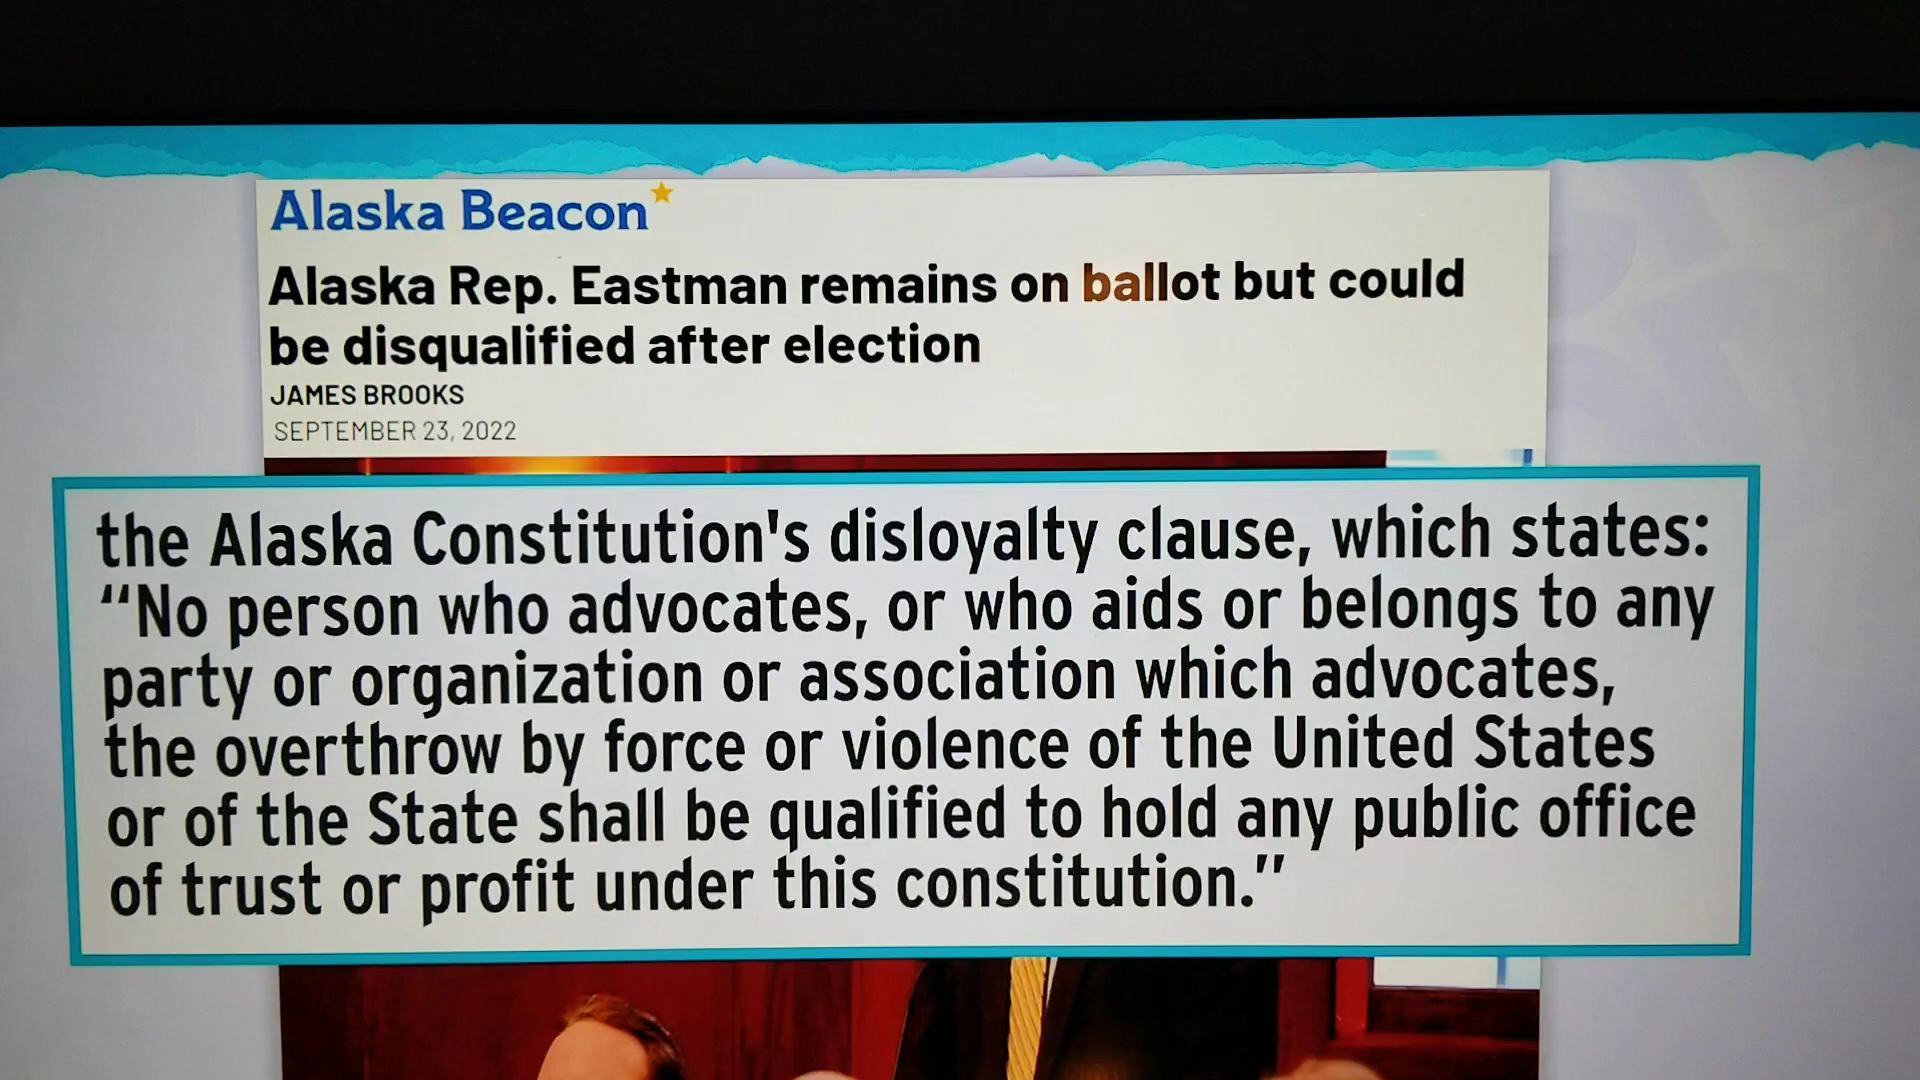 Alaska Beacon
Alaska Rep. Eastman remains on ballot but could
be disqualified after election
JAMES BROOKS
SEPTEMBER 23, 2022
the Alaska Constitution's disloyalty clause, which states:
“No person who advocates, or who aids or belongs to any
party or organization or association which advocates,
the overthrow by force or violence of the United States
or of the State shall be qualified to hold any public office
of trust or profit under this constitution.”